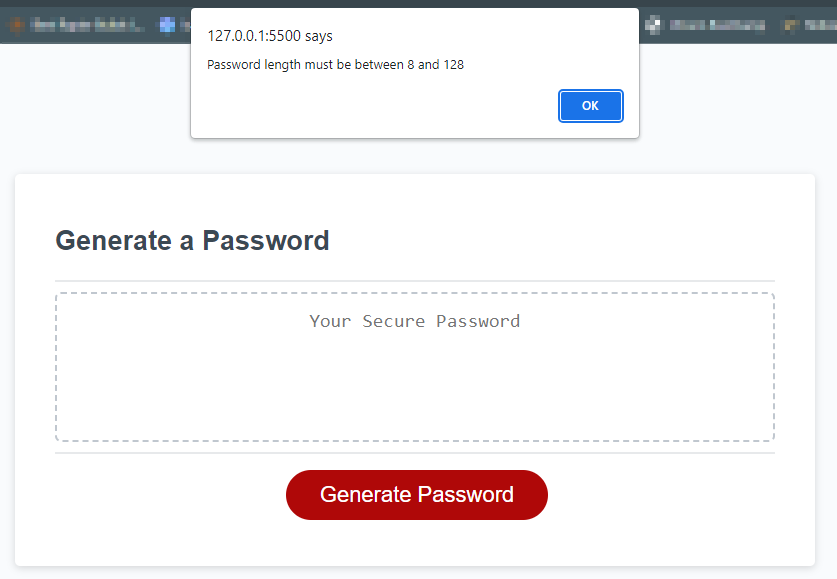 127.0.0.1:5500 says
Password length must be between 8 and 128
OK
Generate a Password
Your Secure Password
Generate Password